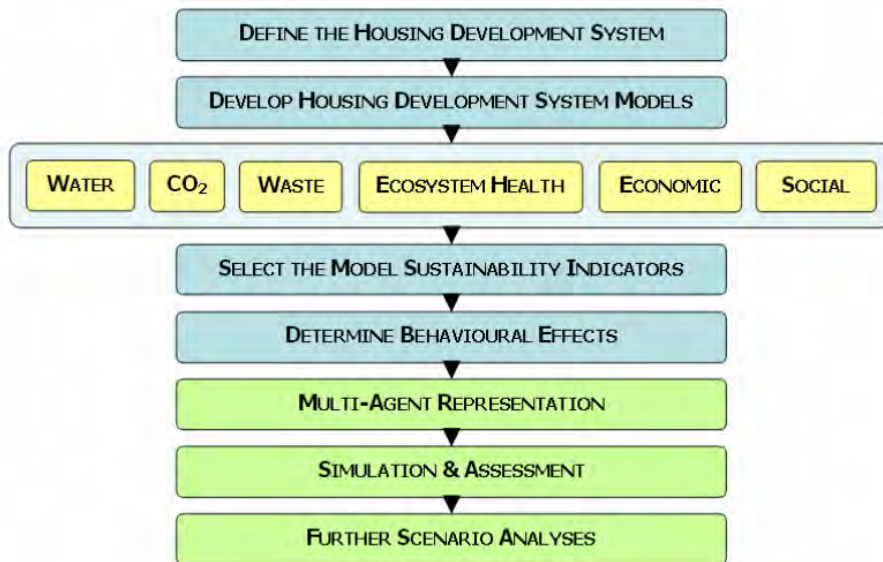 DEFINE THE HOUSING DEVELOPMENT SYSTEM
DEVELOP HOUSING DEVELOPMENT SYSTEM MODELS
WATER CO₂ WASTE ECOSYSTEM HEALTH ECONOMIC SOCIAL
SELECT THE MODEL SUSTAINABILITY INDICATORS
DETERMINE BEHAVIOURAL EFFECTS
MULTI-AGENT REPRESENTATION
SIMULATION & ASSESSMENT
FURTHER SCENARIO ANALYSES